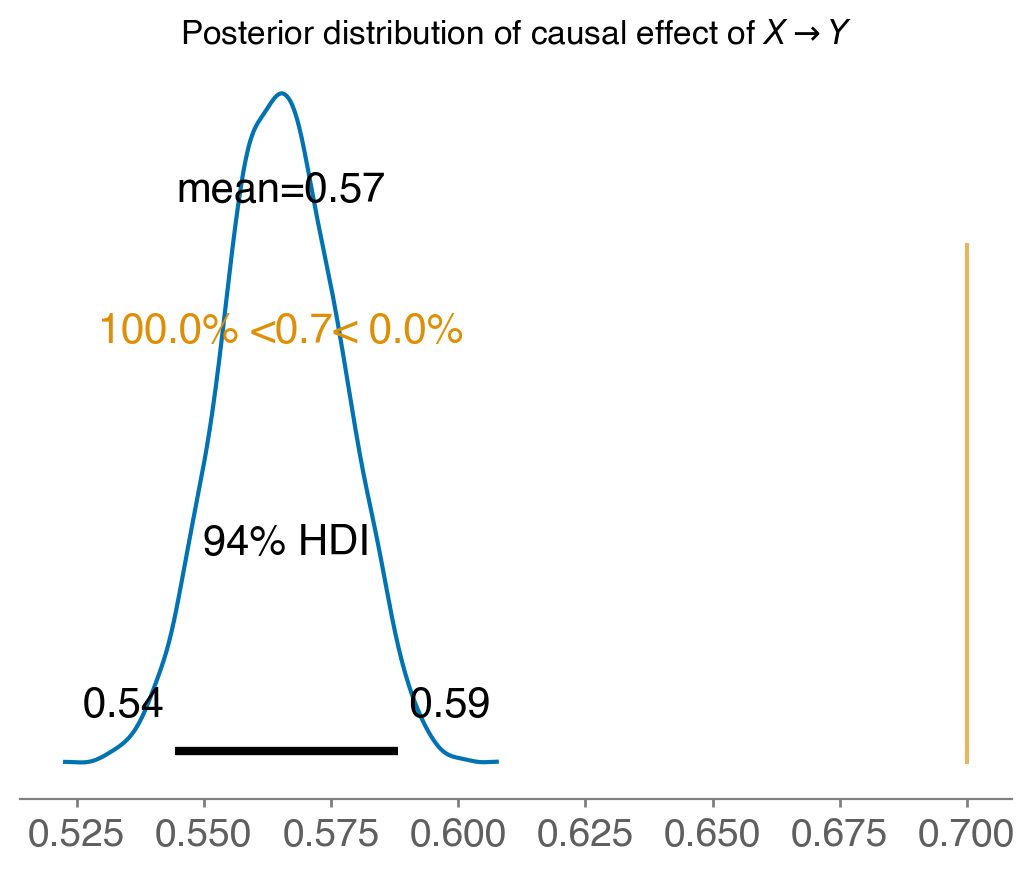 Posterior distribution of causal effect of X → Y
mean=0.57
100.0% <0.7< 0.0%
94% HDI
0.54 0.59
0.525 0.550 0.575 0.600 0.625 0.650 0.675 0.700